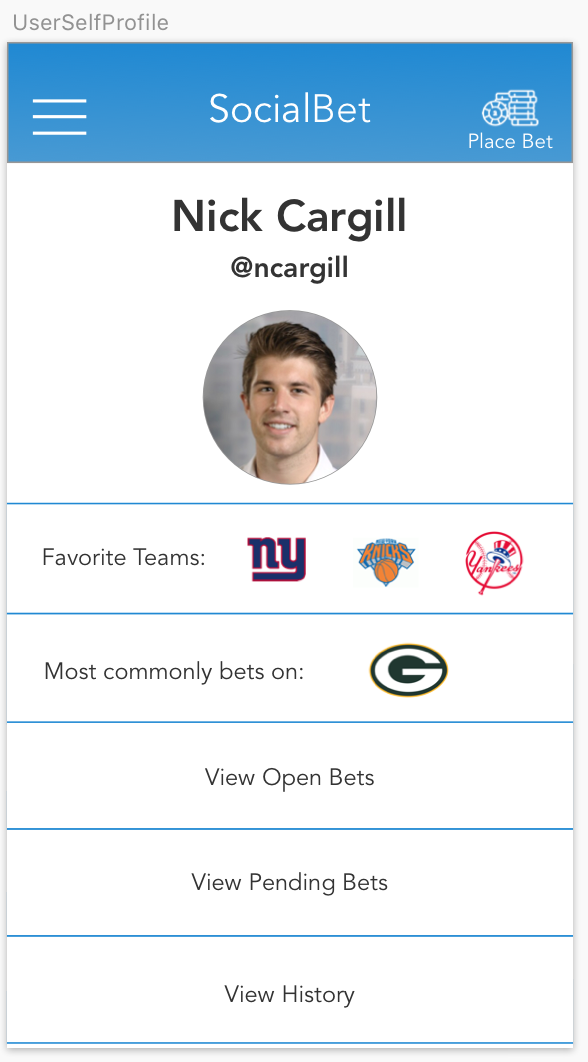 UserSelfProfile
SocialBet
Place Bet
Nick Cargill
@ncargill
Favorite Teams:
ny
NEW YORK
KNICKS
Yankees
Most commonly bets on:
G
View Open Bets
View Pending Bets
View History